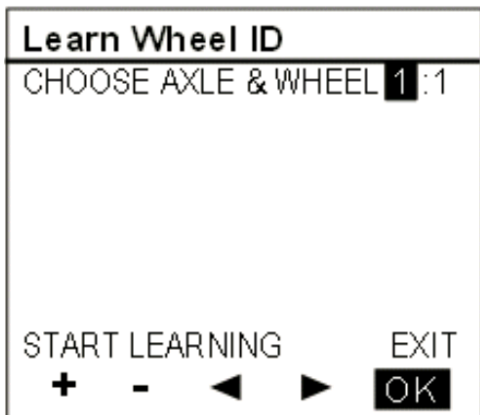 Learn Wheel ID
CHOOSE AXLE & WHEEL 1:1
START LEARNING EXIT
+ - ◀ ▶ OK